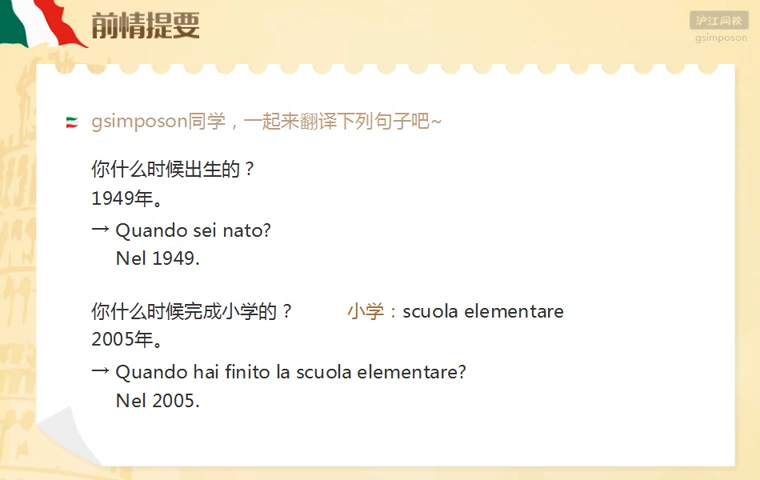 前情提要
沪江网校
gsimposon
gsimposon同学，一起来翻译下列句子吧~
你什么时候出生的？
1949年。
→ Quando sei nato?
Nel 1949.
你什么时候完成小学的？ 小学：scuola elementare
2005年。
→ Quando hai finito la scuola elementare?
Nel 2005.